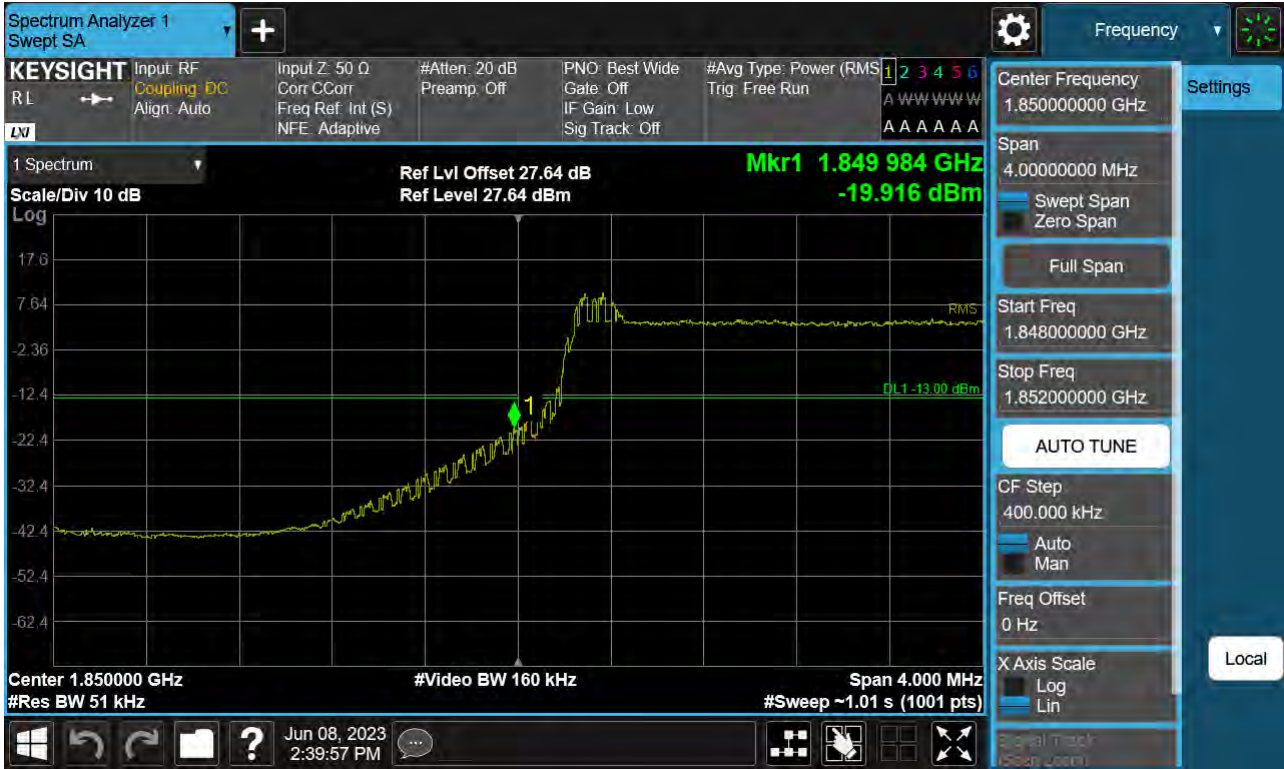 Spectrum Analyzer 1
Swept SA
Frequency
KEYSIGHT
RL
LXI
Input: RF
Coupling: DC
Align: Auto
Input Z: 50 Ω
Corr CCorr
Freq Ref: Int (S)
NFE: Adaptive
#Atten: 20 dB
Preamp: Off
PNO: Best Wide
Gate: Off
IF Gain: Low
Sig Track: Off
#Avg Type: Power (RMS
Trig: Free Run
1 2 3 4 5 6
A W W W W W
A A A A A A
1 Spectrum
Scale/Div 10 dB
Log
Ref Lvl Offset 27.64 dB
Ref Level 27.64 dBm
Mkr1 1.849 984 GHz
-19.916 dBm
17.6
7.64
-2.36
-12.4
-22.4
-32.4
-42.4
-52.4
-62.4
RMS
DL1 -13.00 dBm
1
Center 1.850000 GHz
#Res BW 51 kHz
#Video BW 160 kHz
Span 4.000 MHz
#Sweep ~1.01 s (1001 pts)
Center Frequency
1.850000000 GHz
Span
4.00000000 MHz
Swept Span
Zero Span
Full Span
Start Freq
1.848000000 GHz
Stop Freq
1.852000000 GHz
AUTO TUNE
CF Step
400.000 kHz
Auto
Man
Freq Offset
0 Hz
X Axis Scale
Log
Lin
Signal Track
(Span Zoom)
Settings
Local
?
Jun 08, 2023
2:39:57 PM